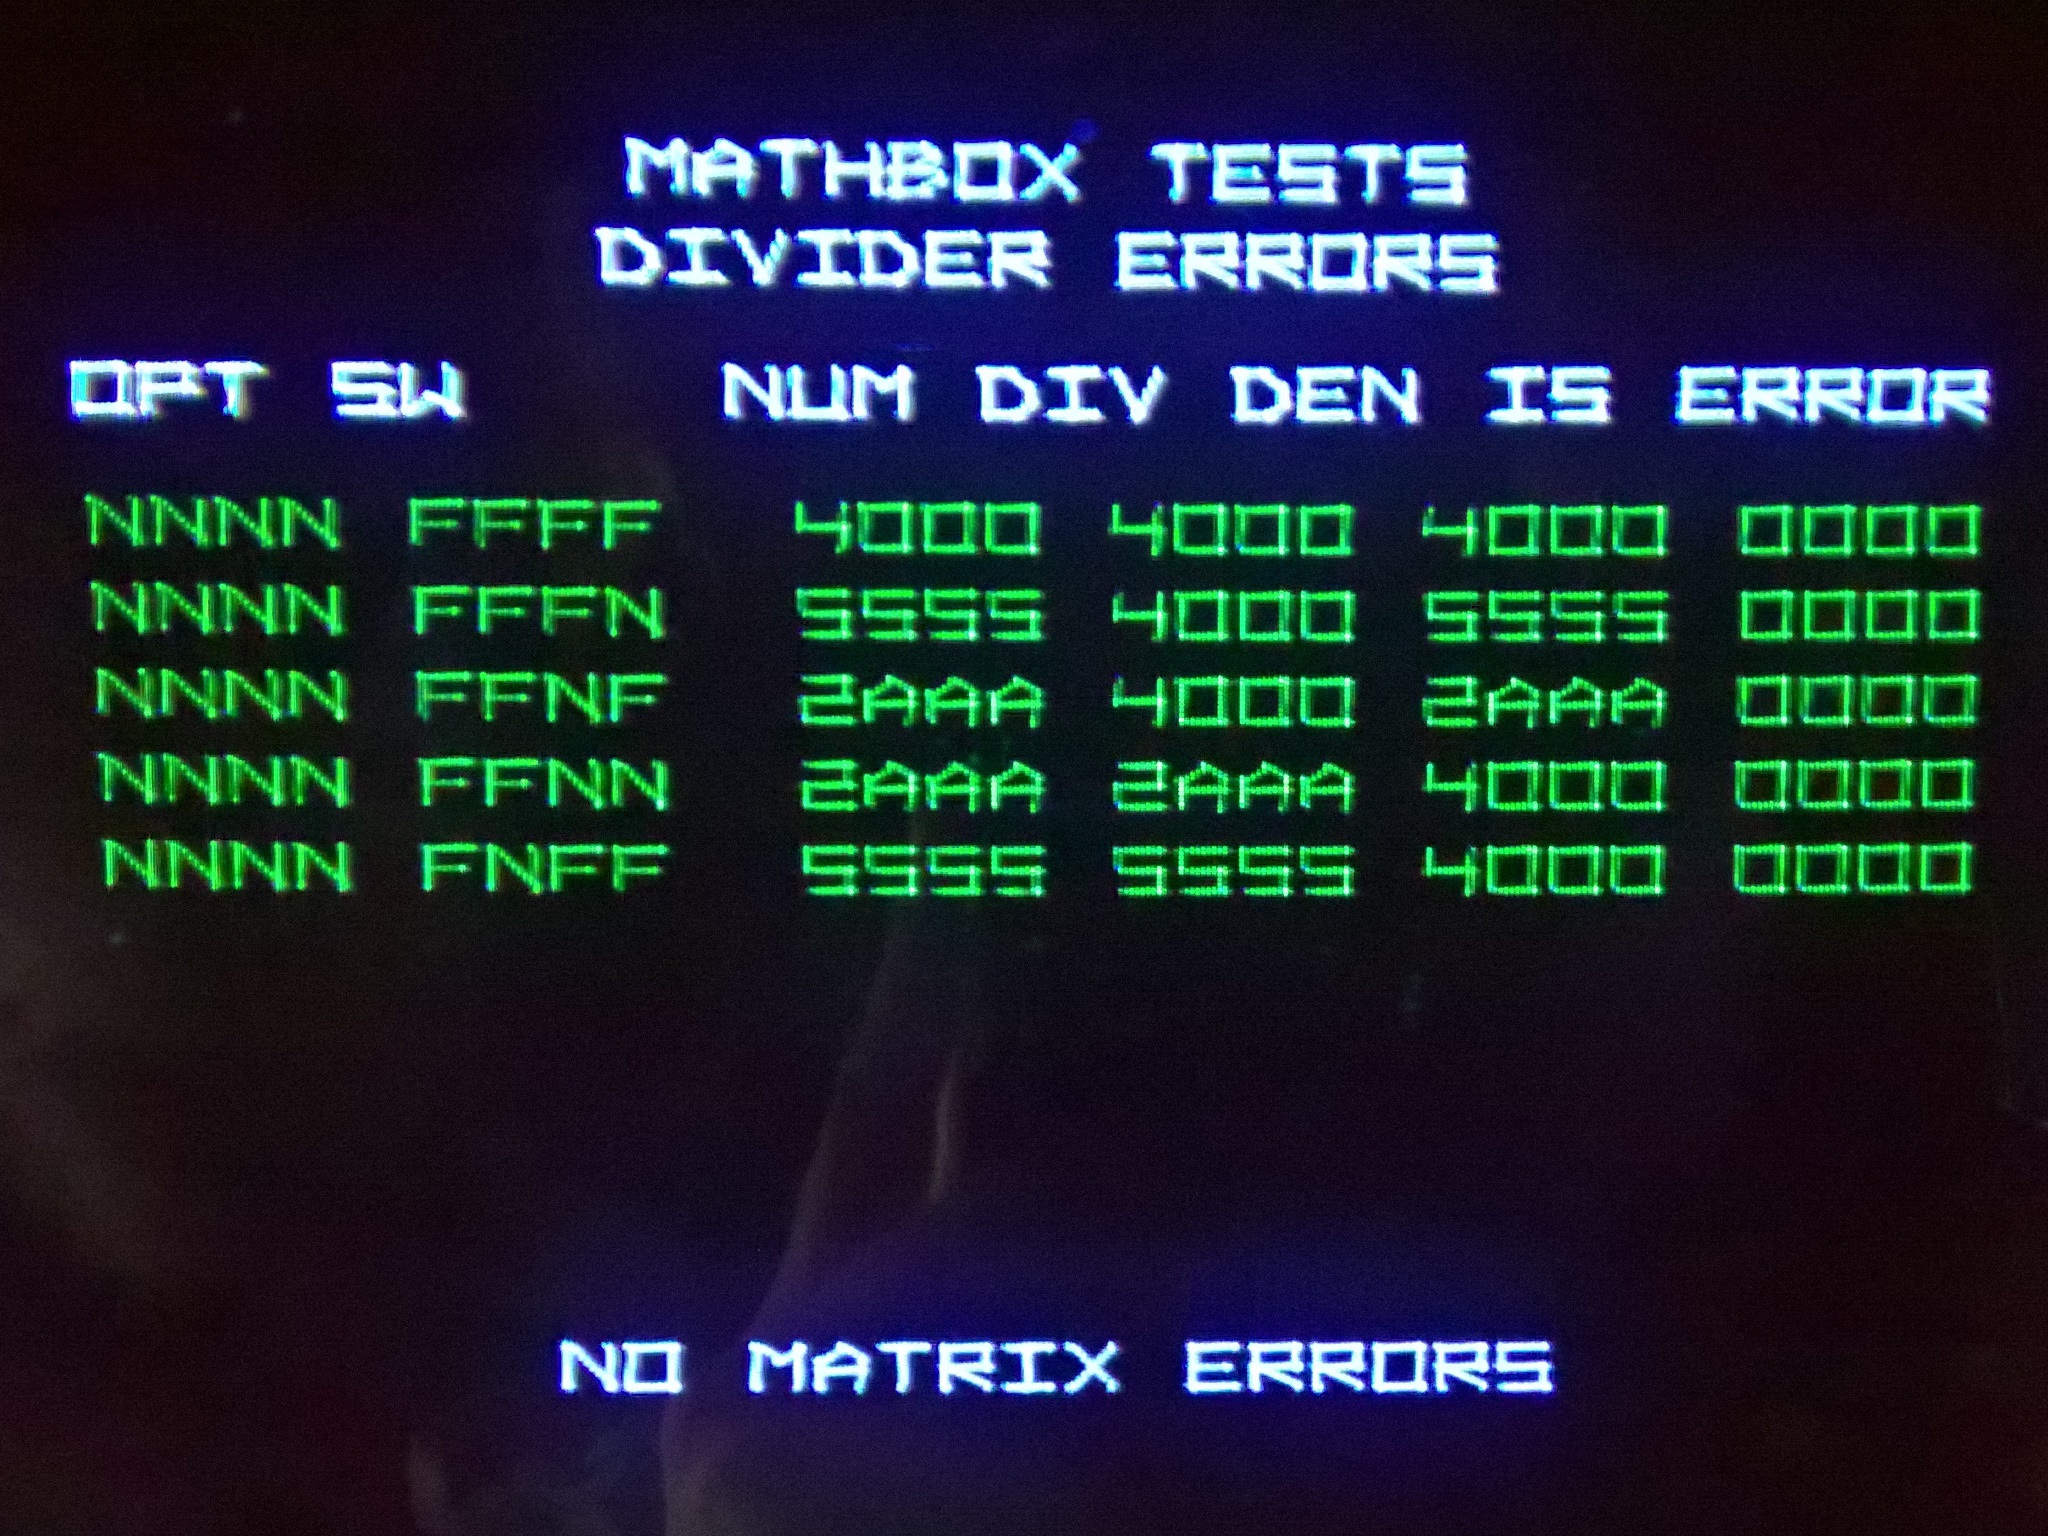 MATHBOX TESTS
DIVIDER ERRORS
OPT SW NUM DIV DEN IS ERROR
NNNN FFFF 4000 4000 4000 0000
NNNN FFFN 5555 4000 5555 0000
NNNN FFNF 2AAA 4000 2AAA 0000
NNNN FFNN 2AAA 2AAA 4000 0000
NNNN FNFF 5555 5555 4000 0000
NO MATRIX ERRORS